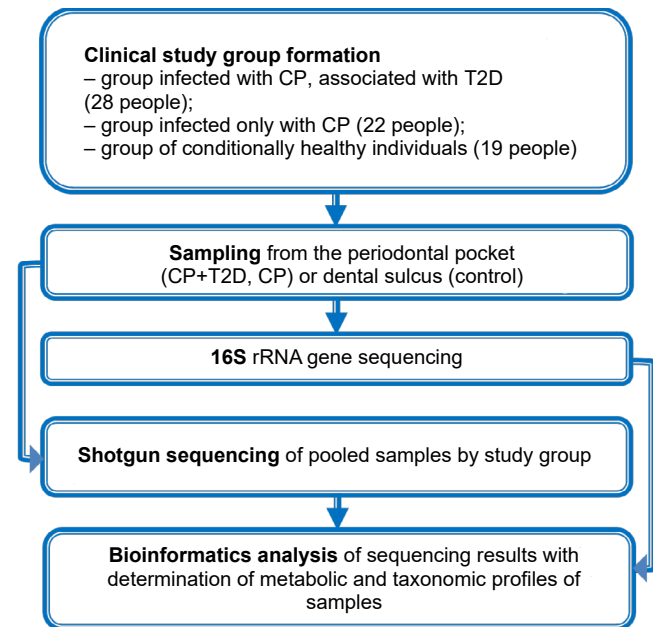 Clinical study group formation
– group infected with CP, associated with T2D
(28 people);
– group infected only with CP (22 people);
– group of conditionally healthy individuals (19 people)
Sampling from the periodontal pocket
(CP+T2D, CP) or dental sulcus (control)
16S rRNA gene sequencing
Shotgun sequencing of pooled samples by study group
Bioinformatics analysis of sequencing results with
determination of metabolic and taxonomic profiles of
samples